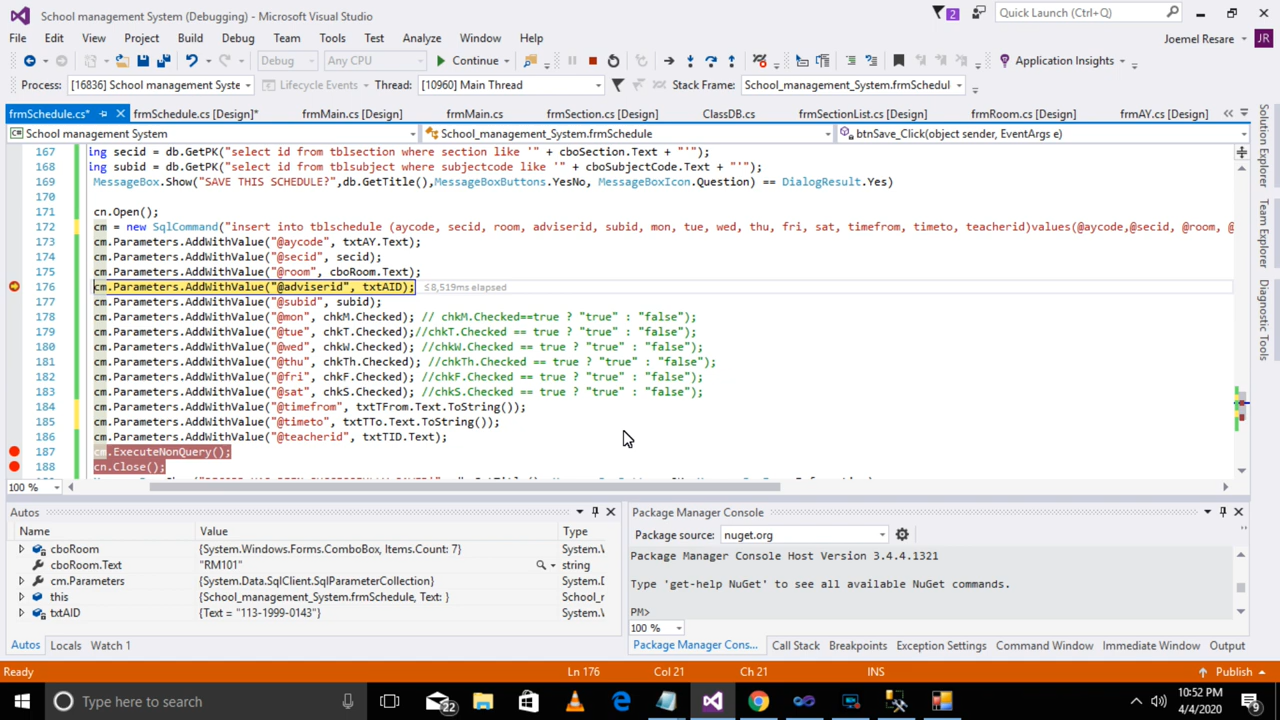 School management System (Debugging) - Microsoft Visual Studio
2
Quick Launch (Ctrl+Q)
File Edit View Project Build Debug Team Tools Test Analyze Window Help
Joemel Resare
JR
Debug Any CPU Continue Application Insights
Process: [16836] School management Syste Lifecycle Events Thread: [10960] Main Thread Stack Frame: School_management_System.frmSchedul
frmSchedule.cs* frmSchedule.cs [Design]* frmMain.cs [Design] frmSection.cs [Design] ClassDB.cs frmSectionList.cs [Design] frmRoom.cs [Design] frmAY.cs [Design]
School management System School_management_System.frmSchedule btnSave_Click(object sender, EventArgs e)
167 ing secid = db.GetPK("select id from tblsection where section like '" + cboSection.Text + "'");
168 ing subid = db.GetPK("select id from tblsubject where subjectcode like '" + cboSubjectCode.Text + "'");
169 MessageBox.Show("SAVE THIS SCHEDULE?",db.GetTitle(),MessageBoxButtons.YesNo, MessageBoxIcon.Question) == DialogResult.Yes)
170
171 cn.Open();
172 cm = new SqlCommand("insert into tblschedule (aycode, secid, room, adviserid, subid, mon, tue, wed, thu, fri, sat, timefrom, timeto, teacherid)values(@aycode,@secid, @room, @
173 cm.Parameters.AddWithValue("@aycode", txtAY.Text);
174 cm.Parameters.AddWithValue("@secid", secid);
175 cm.Parameters.AddWithValue("@room", cboRoom.Text);
176 cm.Parameters.AddWithValue("@adviserid", txtAID); ≤8,519ms elapsed
177 cm.Parameters.AddWithValue("@subid", subid);
178 cm.Parameters.AddWithValue("@mon", chkM.Checked); // chkM.Checked==true ? "true" : "false");
179 cm.Parameters.AddWithValue("@tue", chkT.Checked);//chkT.Checked == true ? "true" : "false");
180 cm.Parameters.AddWithValue("@wed", chkW.Checked); //chkW.Checked == true ? "true" : "false");
181 cm.Parameters.AddWithValue("@thu", chkTh.Checked); //chkTh.Checked == true ? "true" : "false");
182 cm.Parameters.AddWithValue("@fri", chkF.Checked); //chkF.Checked == true ? "true" : "false");
183 cm.Parameters.AddWithValue("@sat", chkS.Checked); //chkS.Checked == true ? "true" : "false");
184 cm.Parameters.AddWithValue("@timefrom", txtTFrom.Text.ToString());
185 cm.Parameters.AddWithValue("@timeto", txtTTo.Text.ToString());
186 cm.Parameters.AddWithValue("@teacherid", txtTID.Text);
187 cm.ExecuteNonQuery();
188 cn.Close();
100 %
Solution Explorer
Team Explorer
Diagnostic Tools
Autos
Name Value Type
cboRoom {System.Windows.Forms.ComboBox, Items.Count: 7} System.\
cboRoom.Text "RM101" string
cm.Parameters {System.Data.SqlClient.SqlParameterCollection} System.D
this {School_management_System.frmSchedule, Text: } School_r
txtAID {Text = "113-1999-0143"} System.\
Autos Locals Watch 1
Package Manager Console
Package source: nuget.org
Package Manager Console Host Version 3.4.4.1321
Type 'get-help NuGet' to see all available NuGet commands.
PM>
100 %
Package Manager Cons... Call Stack Breakpoints Exception Settings Command Window Immediate Window Output
Ready Ln 176 Col 21 Ch 21 INS Publish
Type here to search
22
10:52 PM
4/4/2020
9